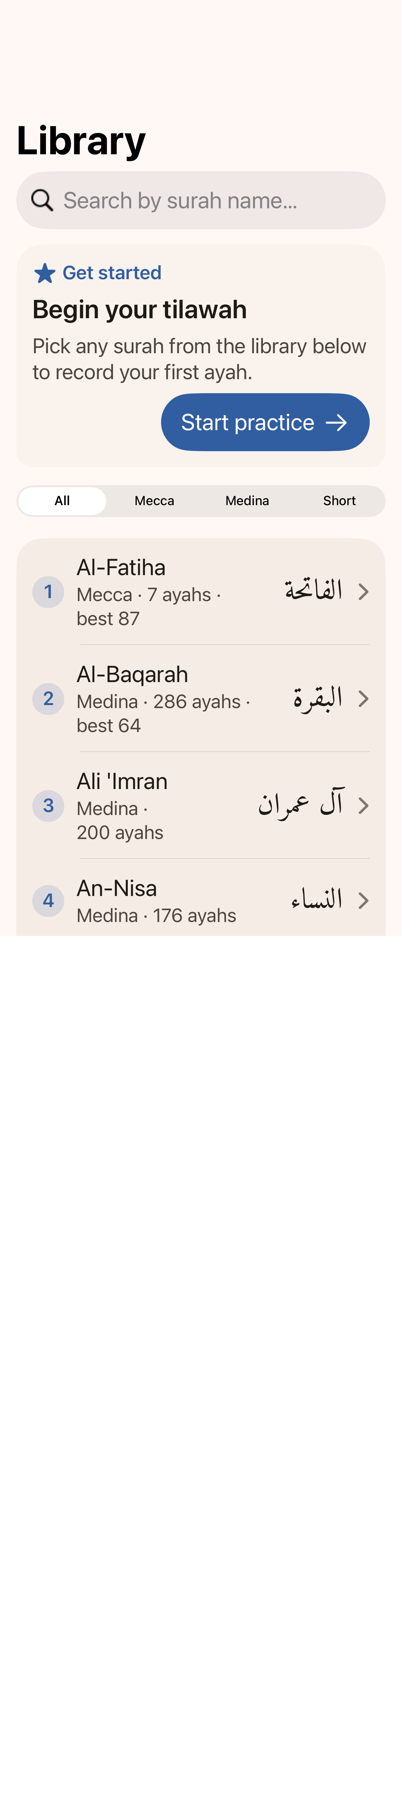 Library
Search by surah name...
Get started
Begin your tilawah
Pick any surah from the library below
to record your first ayah.
Start practice →
All Mecca Medina Short
1
Al-Fatiha
Mecca · 7 ayahs ·
best 87
الفاتحة
2
Al-Baqarah
Medina · 286 ayahs ·
best 64
البقرة
3
Ali 'Imran
Medina ·
200 ayahs
آل عمران
4
An-Nisa
Medina · 176 ayahs
النساء